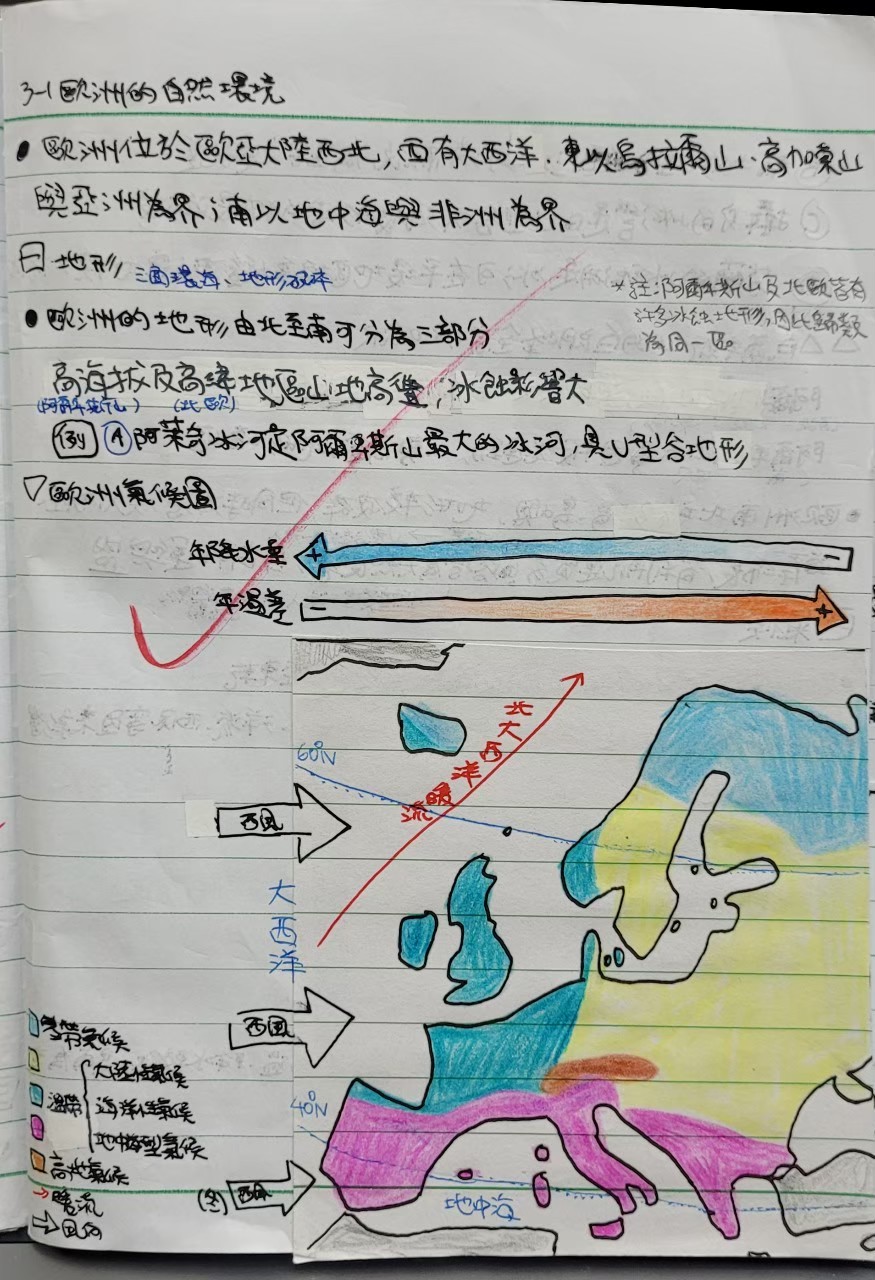 3-1歐洲的自然環境
•歐洲位於歐亞大陸西北，西有大西洋、東以烏拉爾山、高加索山
與亞洲為界；南以地中海與非洲為界
日地形 三面環海、地形破碎
*註:阿爾卑斯山及北歐皆有
許多冰蝕地形，因此歸類
為同一區。
•歐洲的地形由北至南可分為三部分
高海拔及高緯地區山地高聳，冰蝕影響大
(阿爾卑斯山) (北歐)
例 A 阿萊奇冰河是阿爾卑斯山最大的冰河，具U型谷地形
▽歐洲氣候圖
年降水量 + -
年溫差 - +
北大西洋暖流
60°N
西風
大西洋
西風
40°N
(冬) 西風
地中海
寒帶氣候
溫帶
大陸性氣候
海洋性氣候
地中海型氣候
高地氣候
→暖流
⇒風向